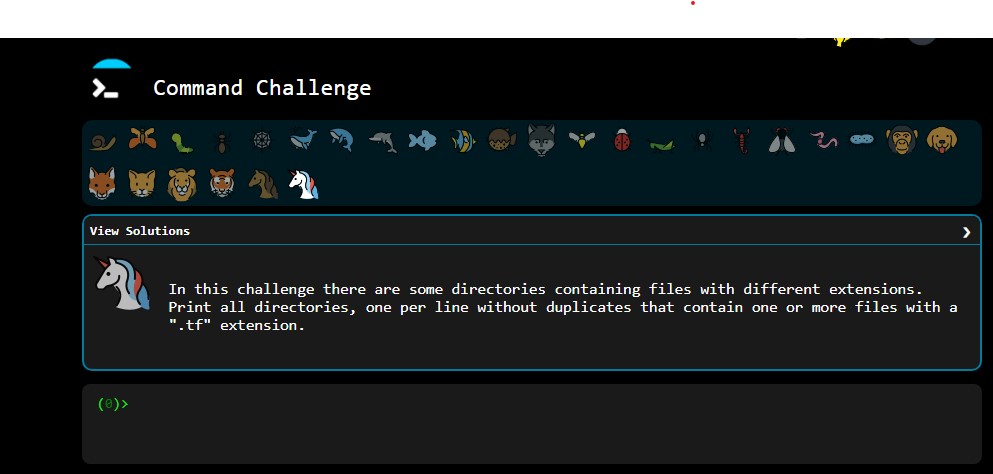 Command Challenge
View Solutions
In this challenge there are some directories containing files with different extensions.
Print all directories, one per line without duplicates that contain one or more files with a
".tf" extension.
(0)>